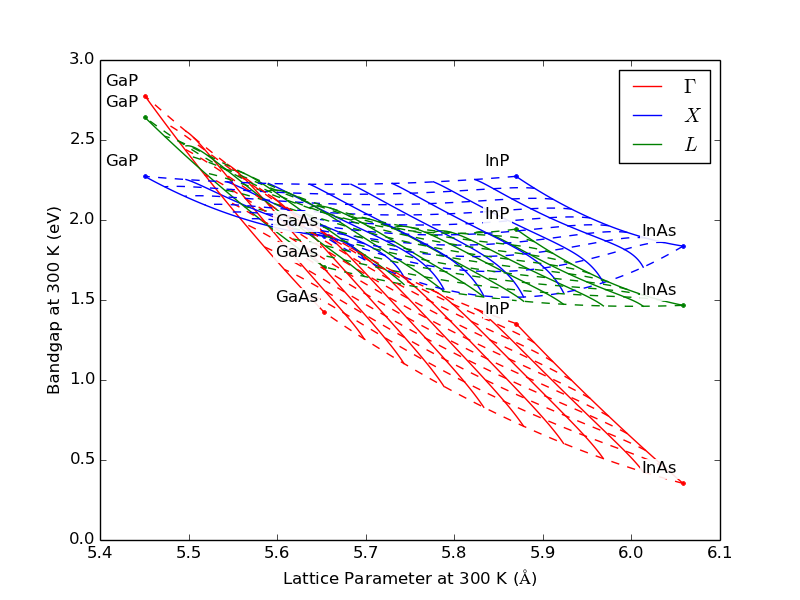 3.0
2.5
2.0
1.5
1.0
0.5
0.0
5.4 5.5 5.6 5.7 5.8 5.9 6.0 6.1
Bandgap at 300 K (eV)
Lattice Parameter at 300 K (Å)
Γ
X
L
GaP
GaP
GaP
GaAs
GaAs
GaAs
InP
InP
InP
InAs
InAs
InAs